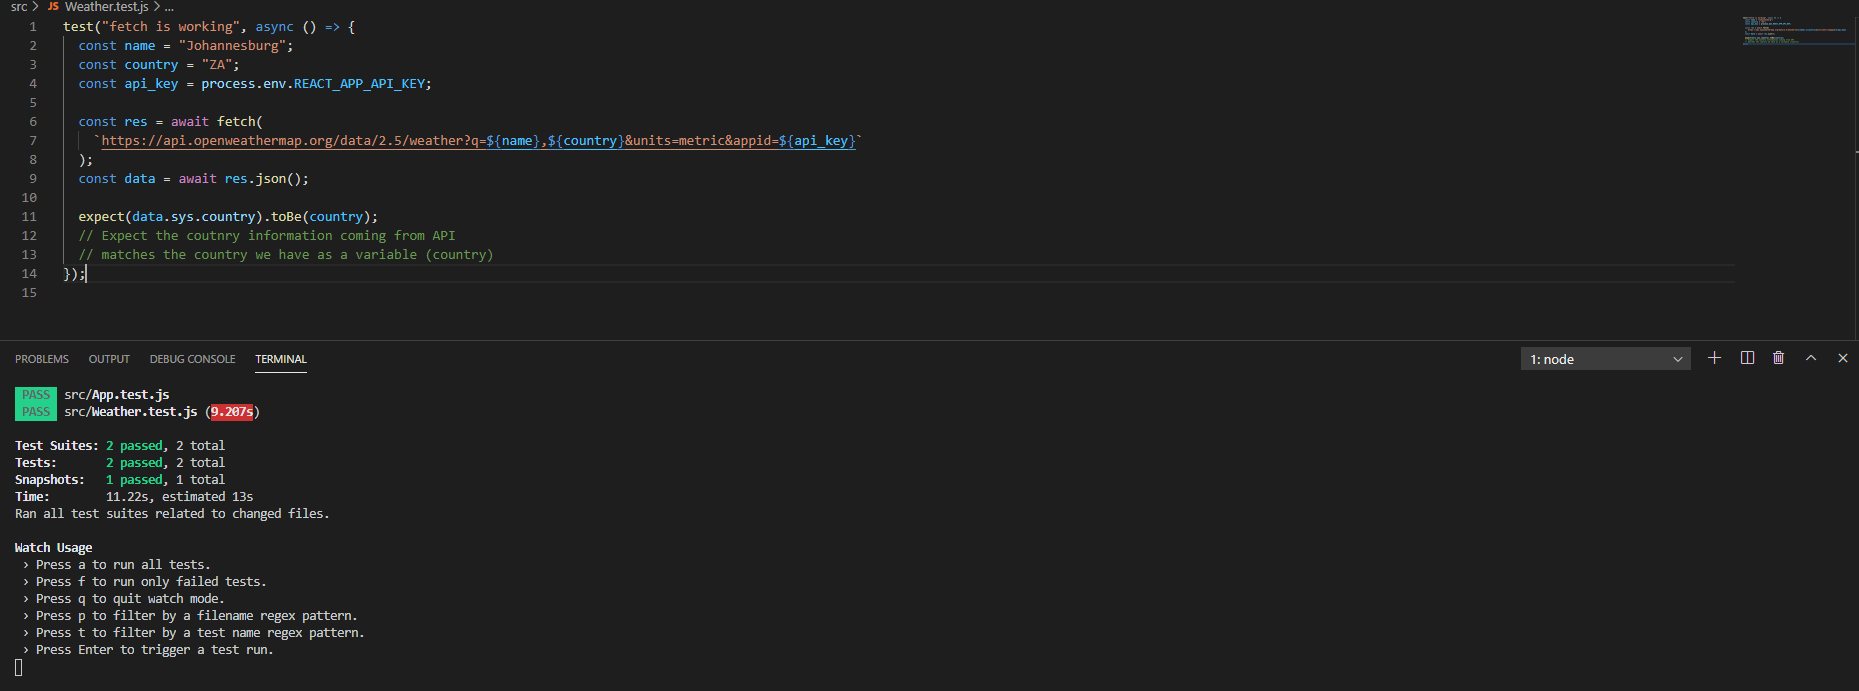 src > JS Weather.test.js > ...
1 test("fetch is working", async () => {
2 const name = "Johannesburg";
3 const country = "ZA";
4 const api_key = process.env.REACT_APP_API_KEY;
5
6 const res = await fetch(
7 `https://api.openweathermap.org/data/2.5/weather?q=${name},${country}&units=metric&appid=${api_key}`
8 );
9 const data = await res.json();
10
11 expect(data.sys.country).toBe(country);
12 // Expect the coutnry information coming from API
13 // matches the country we have as a variable (country)
14 });
15
PROBLEMS OUTPUT DEBUG CONSOLE TERMINAL 1: node
PASS src/App.test.js
PASS src/Weather.test.js (9.207s)
Test Suites: 2 passed, 2 total
Tests: 2 passed, 2 total
Snapshots: 1 passed, 1 total
Time: 11.22s, estimated 13s
Ran all test suites related to changed files.
Watch Usage
› Press a to run all tests.
› Press f to run only failed tests.
› Press q to quit watch mode.
› Press p to filter by a filename regex pattern.
› Press t to filter by a test name regex pattern.
› Press Enter to trigger a test run.